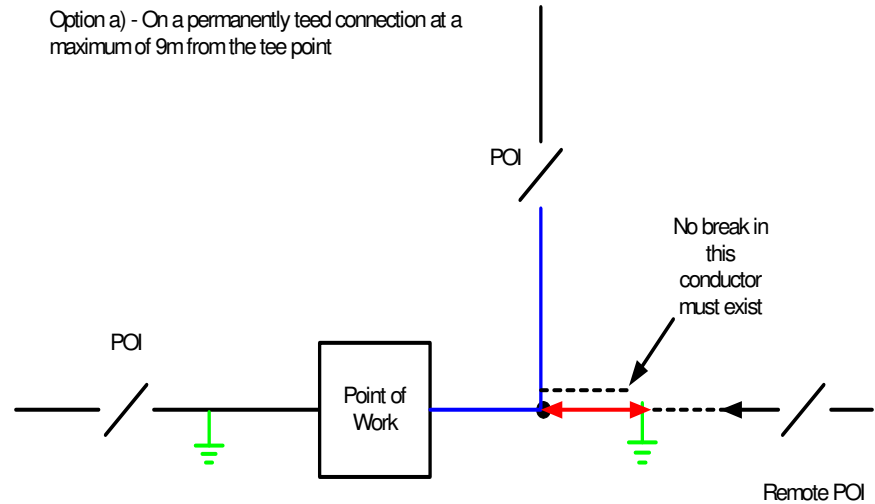 Option a) - On a permanently teed connection at a
maximum of 9m from the tee point
POI
No break in
this
conductor
must exist
POI
Point of
Work
Remote POI